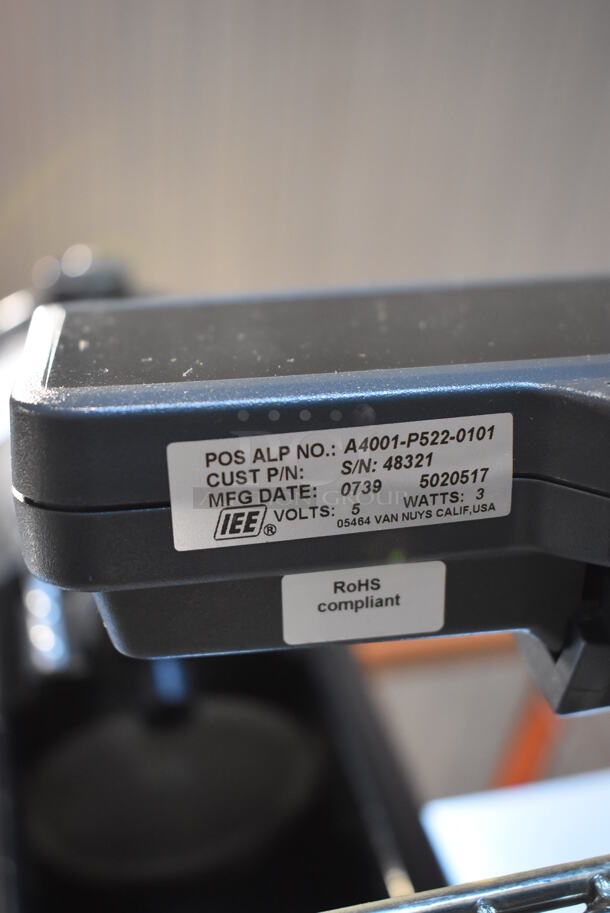 POS ALP NO.: A4001-P522-0101
CUST P/N: S/N: 48321
MFG DATE: 0739 5020517
IEE® VOLTS: 5 WATTS: 3
05464 VAN NUYS CALIF,USA
RoHS
compliant